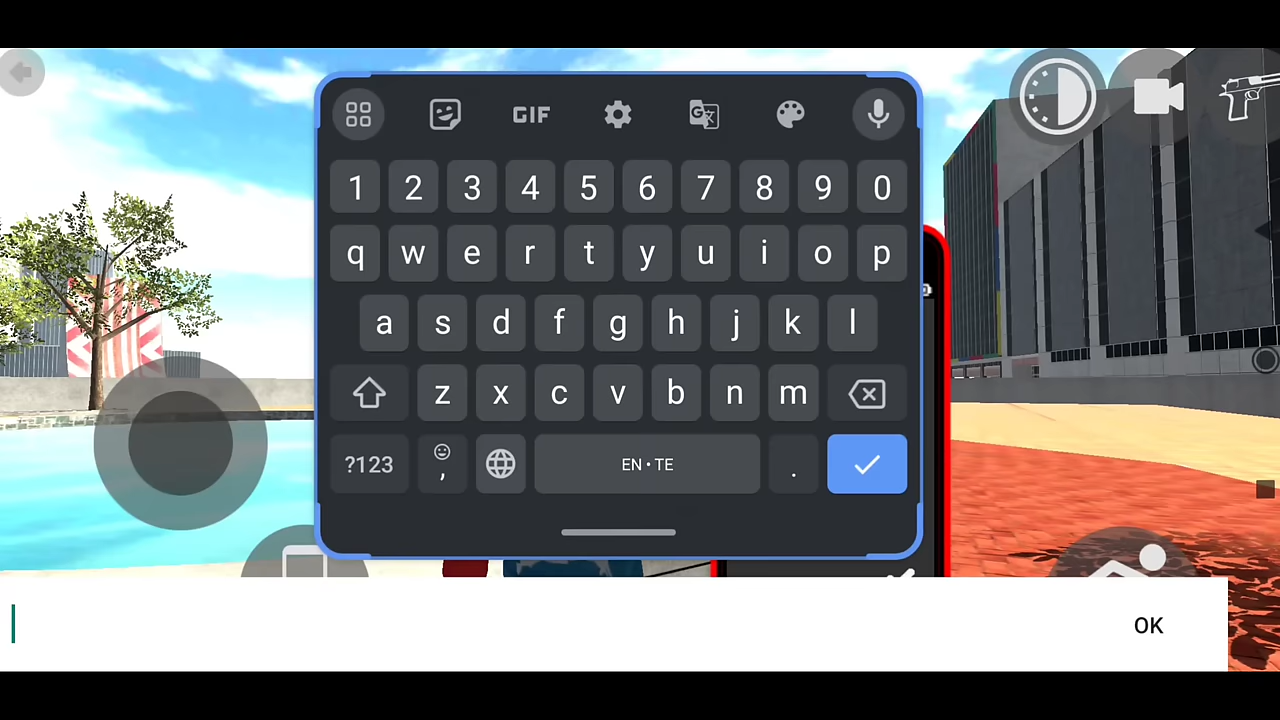 GIF
1 2 3 4 5 6 7 8 9 0
q w e r t y u i o p
a s d f g h j k l
z x c v b n m
?123 , EN • TE .
OK